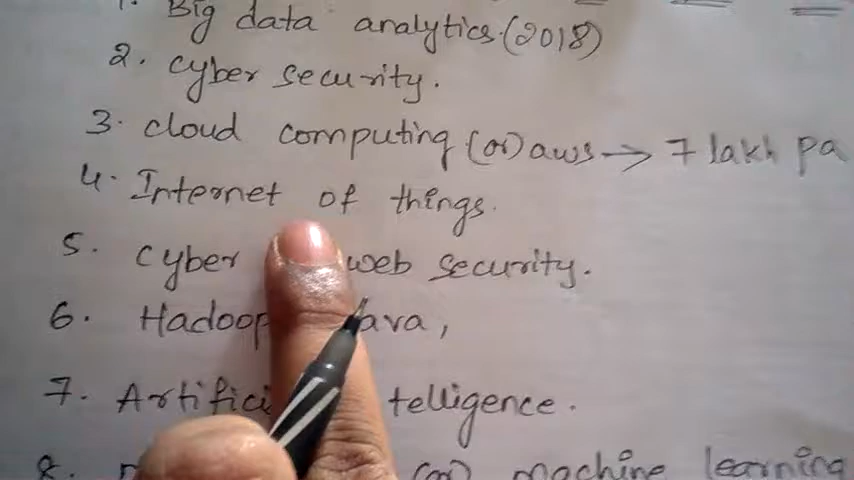 1. Big data analytics.(2018)
2. cyber security.
3. cloud computing (or) aws → 7 lakh pa
4. Internet of things.
5. cyber web security.
6. Hadoop ava,
7. Artifici telligence.
8. (or) machine learning